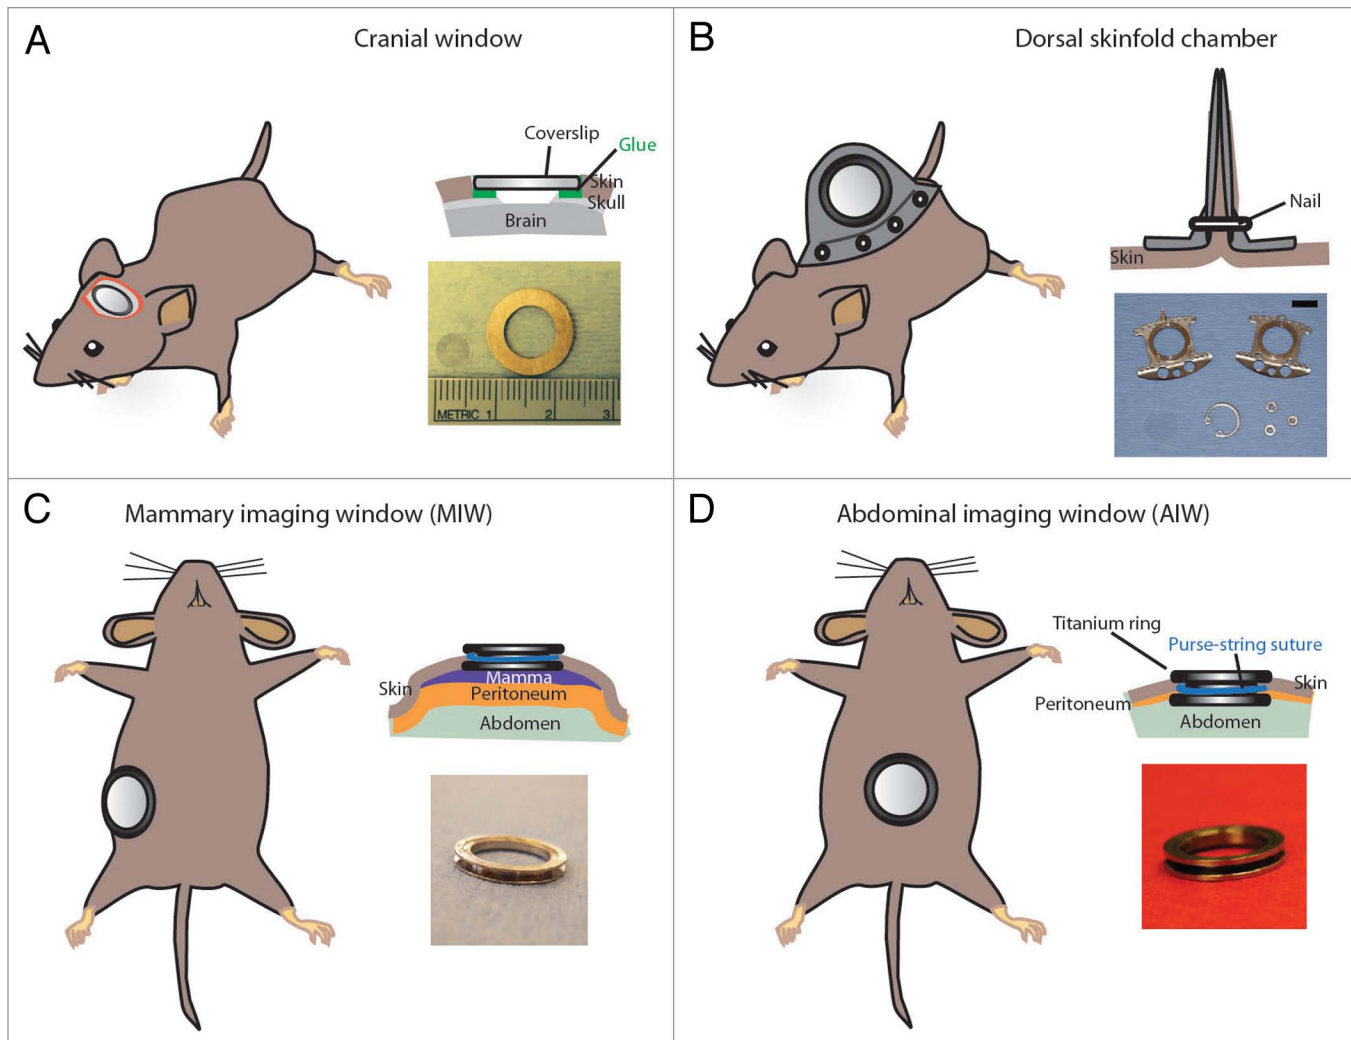 A
Cranial window
Coverslip
Glue
Skin
Skull
Brain
METRIC 1 2 3
B
Dorsal skinfold chamber
Nail
Skin
C
Mammary imaging window (MIW)
Skin
Mamma
Peritoneum
Abdomen
D
Abdominal imaging window (AIW)
Titanium ring
Purse-string suture
Skin
Peritoneum
Abdomen